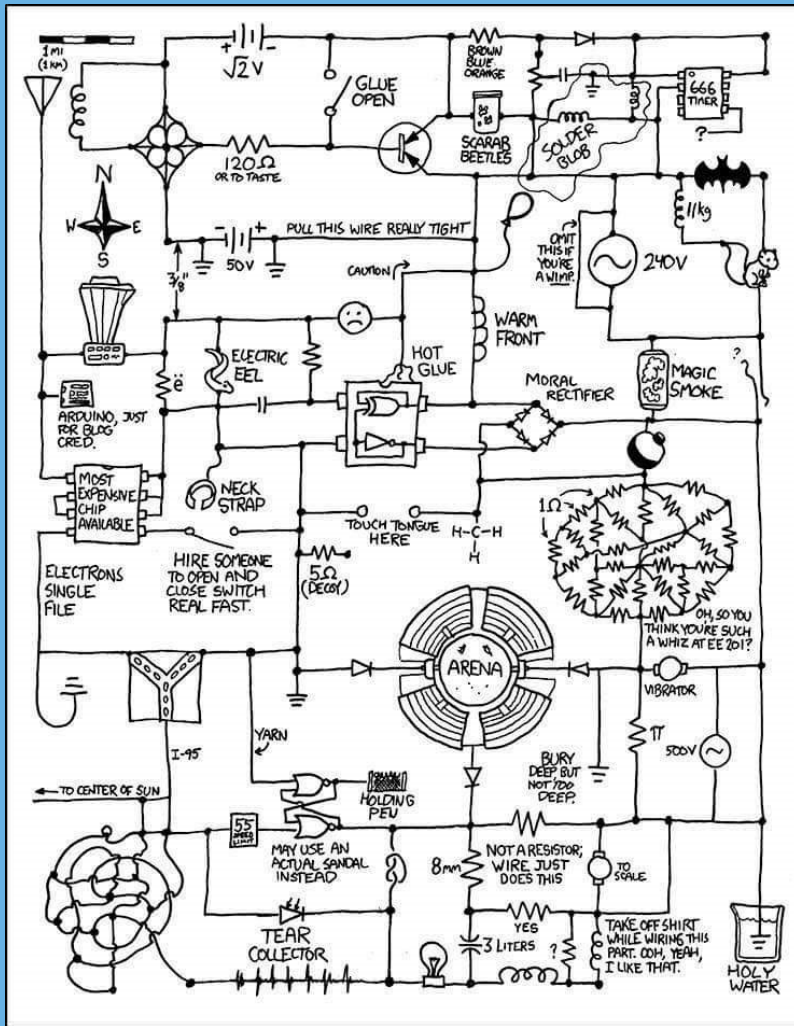 1 MI
(1 KM)
+ -
√2 V
GLUE
OPEN
BROWN
BLUE
ORANGE
666
TIMER
?
SCARAB
BEETLES
SOLDER
BLOB
120Ω
OR TO TASTE
N
W E
S
- +
50V
PULL THIS WIRE REALLY TIGHT
11kg
OMIT
THIS IF
YOU'RE
A WIMP
240V
CAUTION
3/8"
WARM
FRONT
ELECTRIC
EEL
HOT
GLUE
MAGIC
SMOKE
?
ë
MORAL
RECTIFIER
ARDUINO, JUST
FOR BLOG
CRED.
MOST
EXPENSIVE
CHIP
AVAILABLE
NECK
STRAP
TOUCH TONGUE
HERE
H-C-H
H
1Ω
HIRE SOMEONE
TO OPEN AND
CLOSE SWITCH
REAL FAST.
5Ω
(DECOY)
ELECTRONS
SINGLE
FILE
OH, SO YOU
THINK YOU'RE SUCH
A WHIZ AT EE 201?
ARENA
VIBRATOR
YARN
I-95
π
500V
BURY
DEEP, BUT
NOT TOO
DEEP.
TO CENTER OF SUN
HOLDING
PEN
55
SPEED
LIMIT
MAY USE AN
ACTUAL SANDAL
INSTEAD
8mm
NOT A RESISTOR;
WIRE JUST
DOES THIS
TO
SCALE
TEAR
COLLECTOR
YES
3 LITERS
?
TAKE OFF SHIRT
WHILE WIRING THIS
PART. OOH, YEAH,
I LIKE THAT.
HOLY
WATER